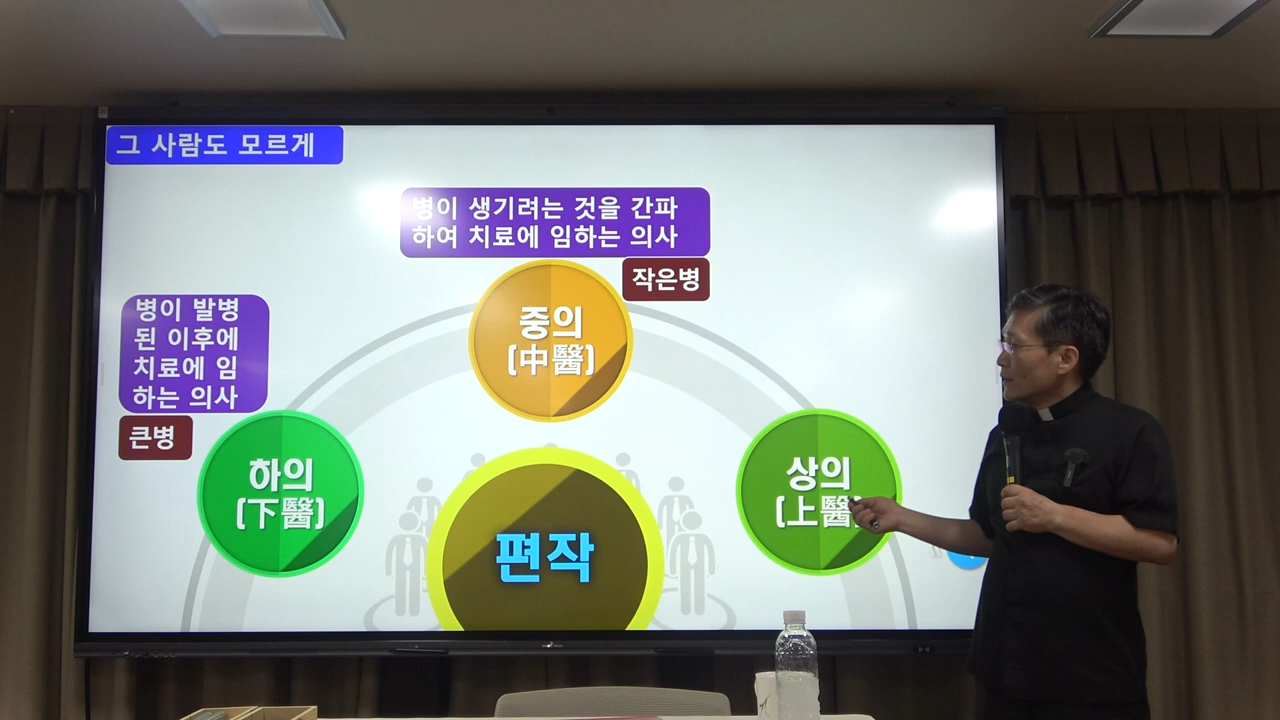 그 사람도 모르게
병이 생기려는 것을 간파
하여 치료에 임하는 의사
작은병
중의
(中醫)
병이 발병
된 이후에
치료에 임
하는 의사
큰병
하의
(下醫)
상의
(上醫)
편작